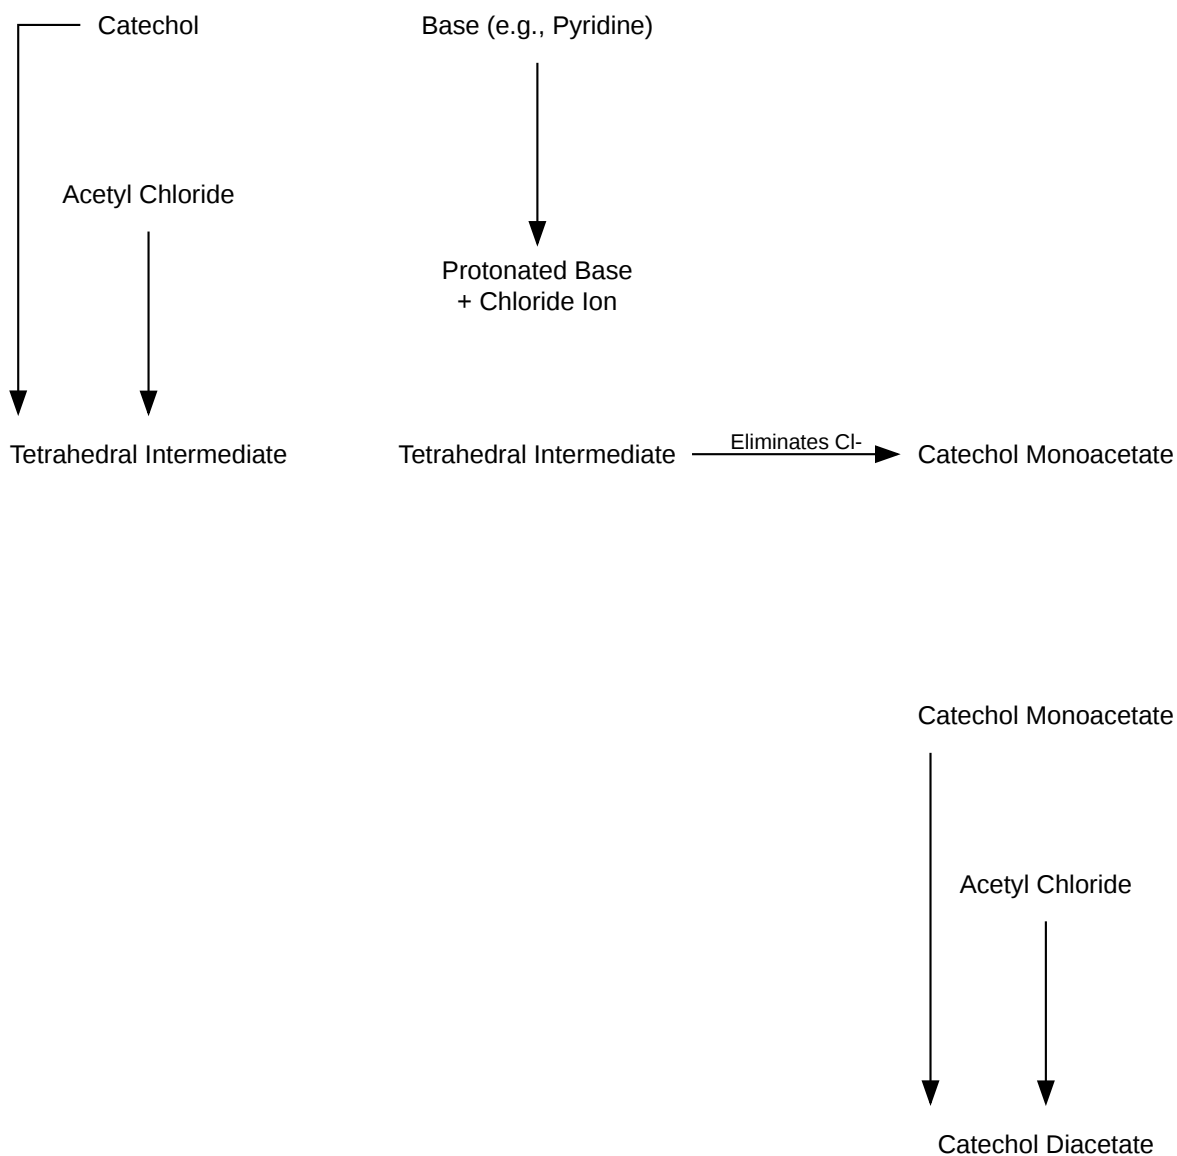 Catechol
Base (e.g., Pyridine)
Acetyl Chloride
Protonated Base
+ Chloride Ion
Tetrahedral Intermediate
Tetrahedral Intermediate
Eliminates Cl-
Catechol Monoacetate
Catechol Monoacetate
Acetyl Chloride
Catechol Diacetate